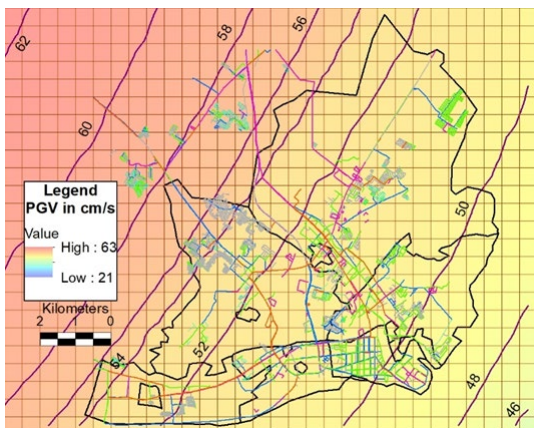 62
58
56
60
Legend
PGV in cm/s
Value
High : 63
Low : 21
Kilometers
2 0
50
54
52
48
46